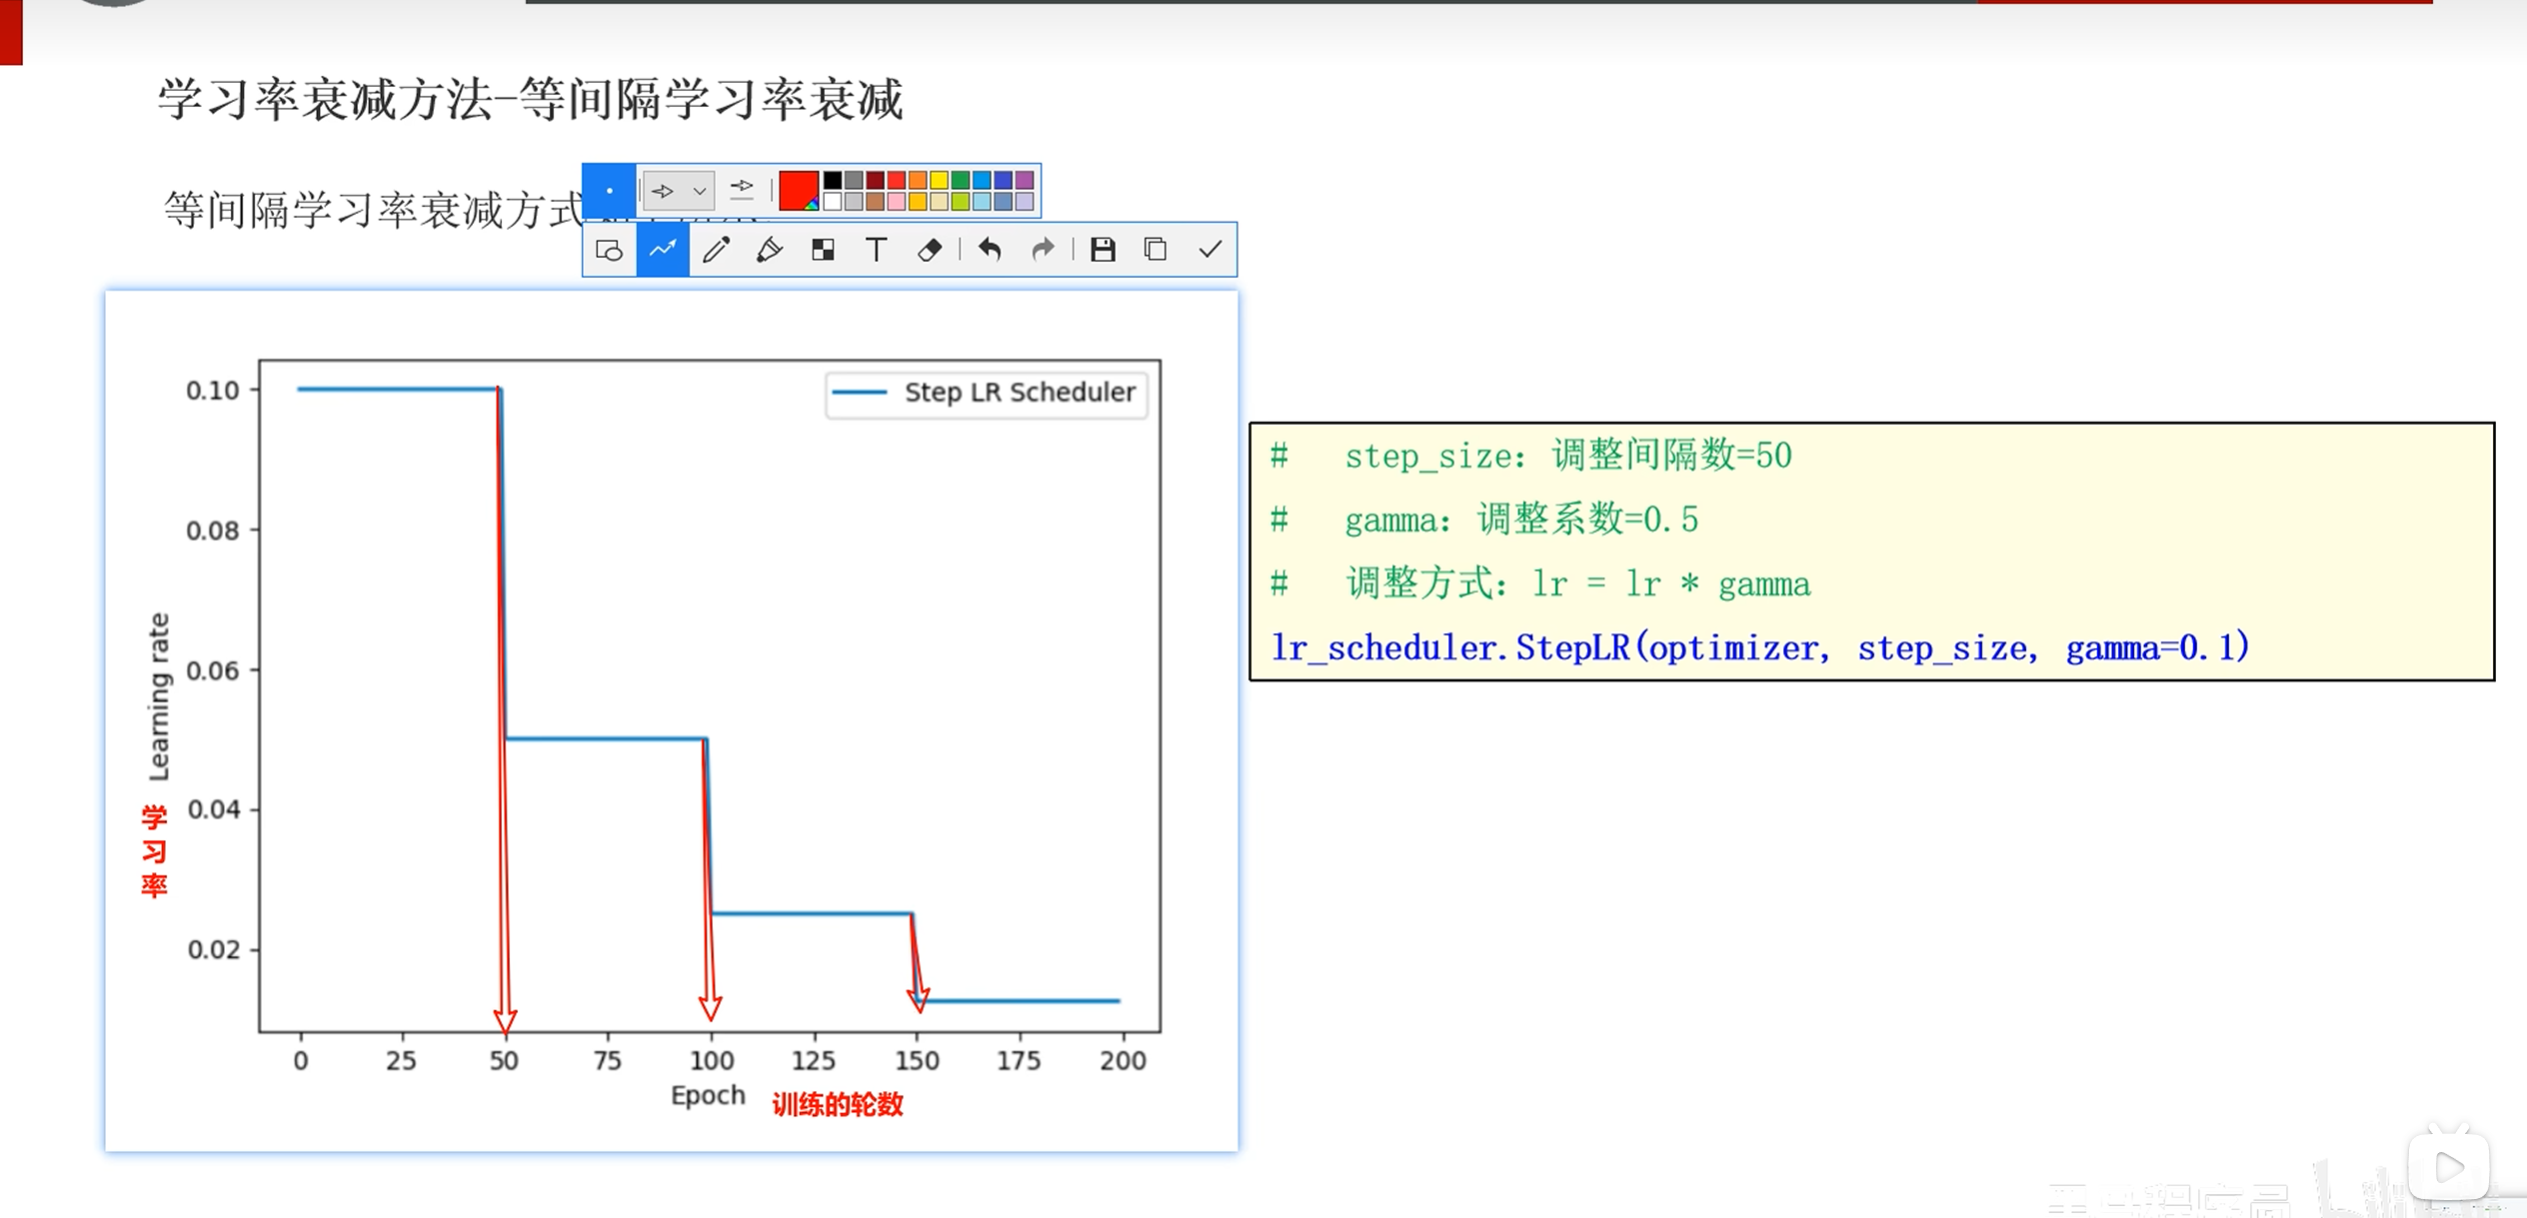 学习率衰减方法-等间隔学习率衰减
等间隔学习率衰减方式
Step LR Scheduler
0.10
0.08
0.06
0.04
0.02
Learning rate
学习率
0 25 50 75 100 125 150 175 200
Epoch 训练的轮数
# step_size：调整间隔数=50
# gamma：调整系数=0.5
# 调整方式：lr = lr * gamma
lr_scheduler.StepLR(optimizer, step_size, gamma=0.1)